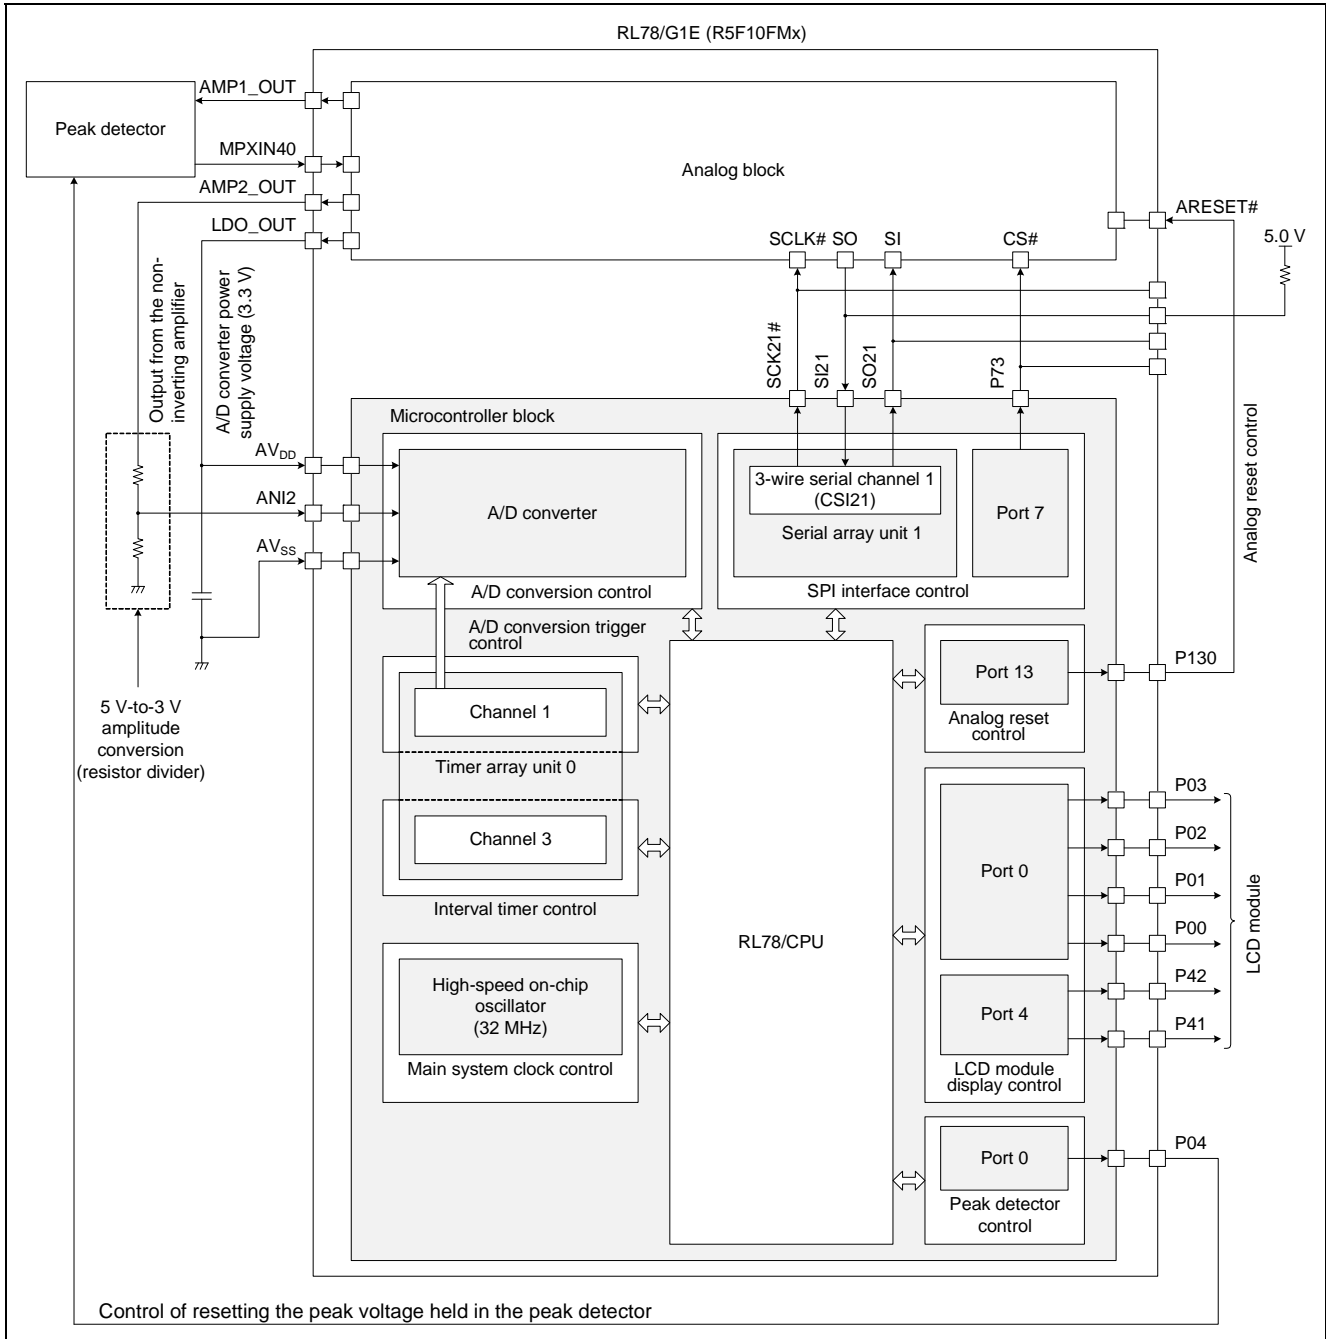 RL78/G1E (R5F10FMx)
AMP1_OUT
Peak detector
MPXIN40
Analog block
AMP2_OUT
ARESET#
LDO_OUT
SCLK#
SO
SI
CS#
5.0 V
Output from the non-
inverting amplifier
A/D converter power
supply voltage (3.3 V)
SCK21#
SI21
SO21
P73
Analog reset control
Microcontroller block
AVDD
ANI2
AVSS
A/D converter
3-wire serial channel 1
(CSI21)
Serial array unit 1
Port 7
A/D conversion control
SPI interface control
A/D conversion trigger
control
5 V-to-3 V
amplitude
conversion
(resistor divider)
Channel 1
Timer array unit 0
Channel 3
Interval timer control
High-speed on-chip
oscillator
(32 MHz)
Main system clock control
RL78/CPU
Port 13
Analog reset
control
P130
Port 0
P03
P02
P01
P00
Port 4
P42
P41
LCD module
LCD module
display control
Port 0
Peak detector
control
P04
Control of resetting the peak voltage held in the peak detector